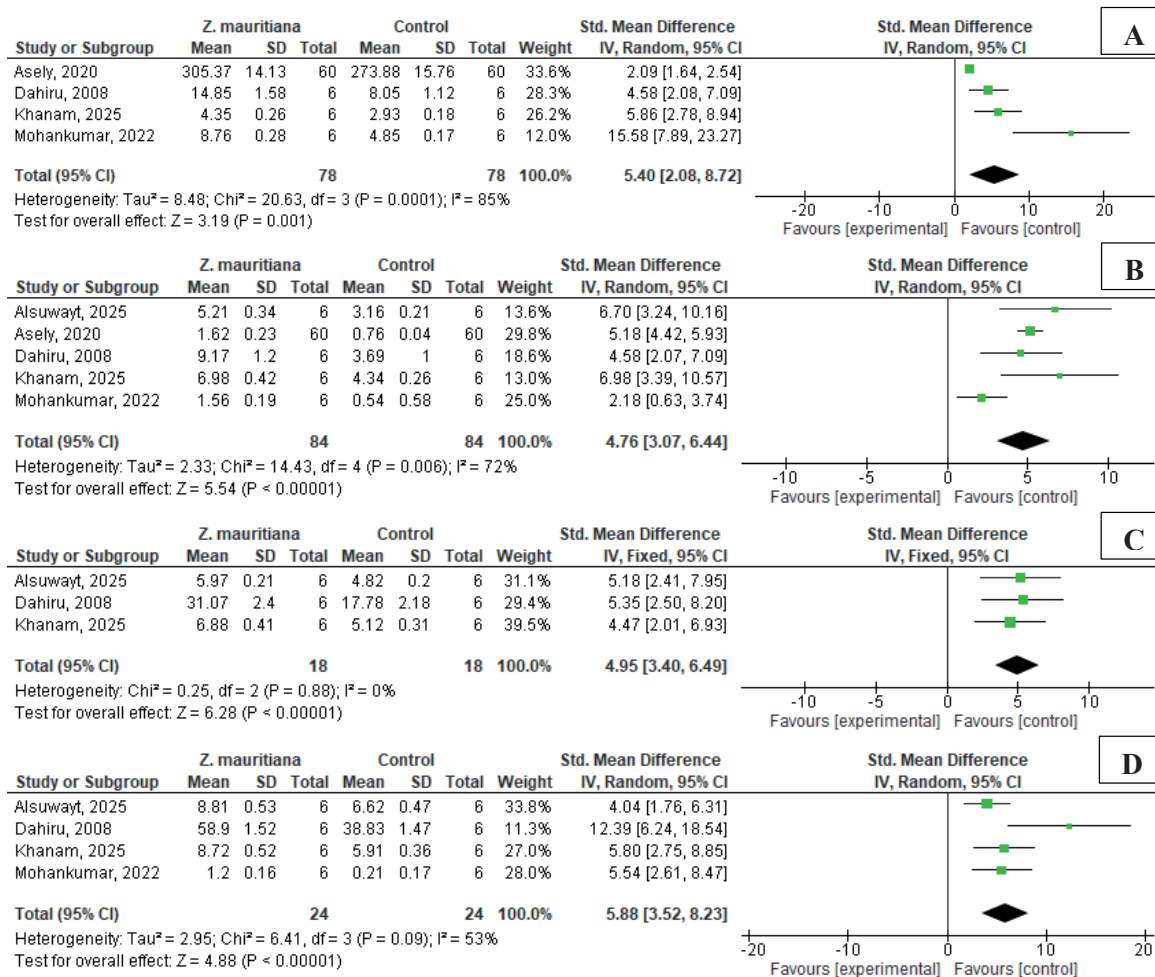 Z. mauritiana Control Std. Mean Difference Std. Mean Difference A
Study or Subgroup Mean SD Total Mean SD Total Weight IV, Random, 95% CI IV, Random, 95% CI
Asely, 2020 305.37 14.13 60 273.88 15.76 60 33.6% 2.09 [1.64, 2.54]
Dahiru, 2008 14.85 1.58 6 8.05 1.12 6 28.3% 4.58 [2.08, 7.09]
Khanam, 2025 4.35 0.26 6 2.93 0.18 6 26.2% 5.86 [2.78, 8.94]
Mohankumar, 2022 8.76 0.28 6 4.85 0.17 6 12.0% 15.58 [7.89, 23.27]
Total (95% CI) 78 78 100.0% 5.40 [2.08, 8.72]
Heterogeneity: Tau² = 8.48; Chi² = 20.63, df = 3 (P = 0.0001); I² = 85%
Test for overall effect: Z = 3.19 (P = 0.001)
-20 -10 0 10 20
Favours [experimental] Favours [control]
Z. mauritiana Control Std. Mean Difference Std. Mean Difference B
Study or Subgroup Mean SD Total Mean SD Total Weight IV, Random, 95% CI IV, Random, 95% CI
Alsuwayt, 2025 5.21 0.34 6 3.16 0.21 6 13.6% 6.70 [3.24, 10.16]
Asely, 2020 1.62 0.23 60 0.76 0.04 60 29.8% 5.18 [4.42, 5.93]
Dahiru, 2008 9.17 1.2 6 3.69 1 6 18.6% 4.58 [2.07, 7.09]
Khanam, 2025 6.98 0.42 6 4.34 0.26 6 13.0% 6.98 [3.39, 10.57]
Mohankumar, 2022 1.56 0.19 6 0.54 0.58 6 25.0% 2.18 [0.63, 3.74]
Total (95% CI) 84 84 100.0% 4.76 [3.07, 6.44]
Heterogeneity: Tau² = 2.33; Chi² = 14.43, df = 4 (P = 0.006); I² = 72%
Test for overall effect: Z = 5.54 (P < 0.00001)
-10 -5 0 5 10
Favours [experimental] Favours [control]
Z. mauritiana Control Std. Mean Difference Std. Mean Difference C
Study or Subgroup Mean SD Total Mean SD Total Weight IV, Fixed, 95% CI IV, Fixed, 95% CI
Alsuwayt, 2025 5.97 0.21 6 4.82 0.2 6 31.1% 5.18 [2.41, 7.95]
Dahiru, 2008 31.07 2.4 6 17.78 2.18 6 29.4% 5.35 [2.50, 8.20]
Khanam, 2025 6.88 0.41 6 5.12 0.31 6 39.5% 4.47 [2.01, 6.93]
Total (95% CI) 18 18 100.0% 4.95 [3.40, 6.49]
Heterogeneity: Chi² = 0.25, df = 2 (P = 0.88); I² = 0%
Test for overall effect: Z = 6.28 (P < 0.00001)
-10 -5 0 5 10
Favours [experimental] Favours [control]
Z. mauritiana Control Std. Mean Difference Std. Mean Difference D
Study or Subgroup Mean SD Total Mean SD Total Weight IV, Random, 95% CI IV, Random, 95% CI
Alsuwayt, 2025 8.81 0.53 6 6.62 0.47 6 33.8% 4.04 [1.76, 6.31]
Dahiru, 2008 58.9 1.52 6 38.83 1.47 6 11.3% 12.39 [6.24, 18.54]
Khanam, 2025 8.72 0.52 6 5.91 0.36 6 27.0% 5.80 [2.75, 8.85]
Mohankumar, 2022 1.2 0.16 6 0.21 0.17 6 28.0% 5.54 [2.61, 8.47]
Total (95% CI) 24 24 100.0% 5.88 [3.52, 8.23]
Heterogeneity: Tau² = 2.95; Chi² = 6.41, df = 3 (P = 0.09); I² = 53%
Test for overall effect: Z = 4.88 (P < 0.00001)
-20 -10 0 10 20
Favours [experimental] Favours [control]